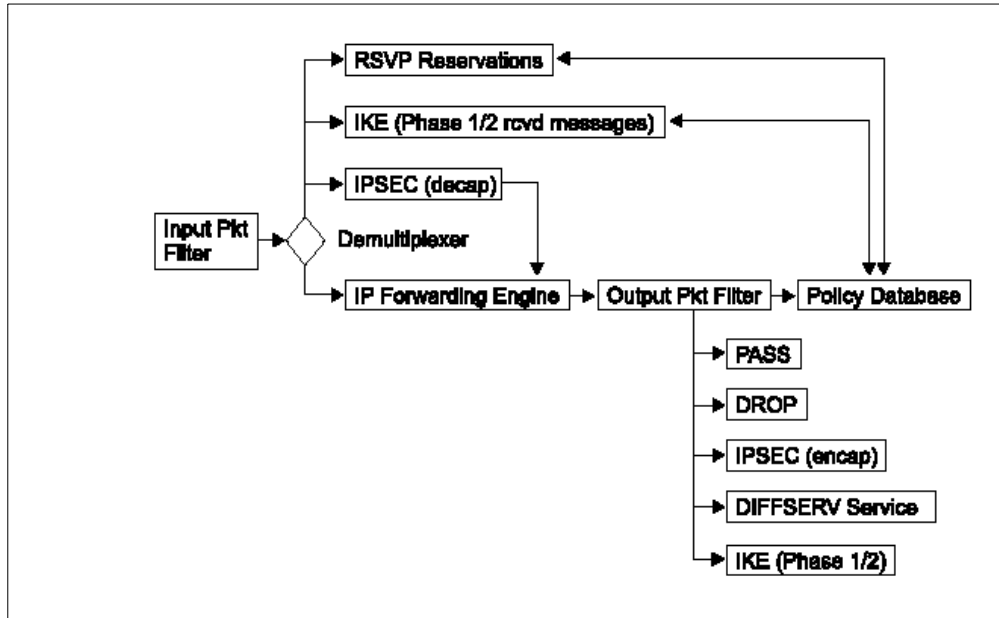 RSVP Reservations
IKE (Phase 1/2 rcvd messages)
IPSEC (decap)
Input Pkt
Filter
Demultiplexer
IP Forwarding Engine
Output Pkt Filter
Policy Database
PASS
DROP
IPSEC (encap)
DIFFSERV Service
IKE (Phase 1/2)